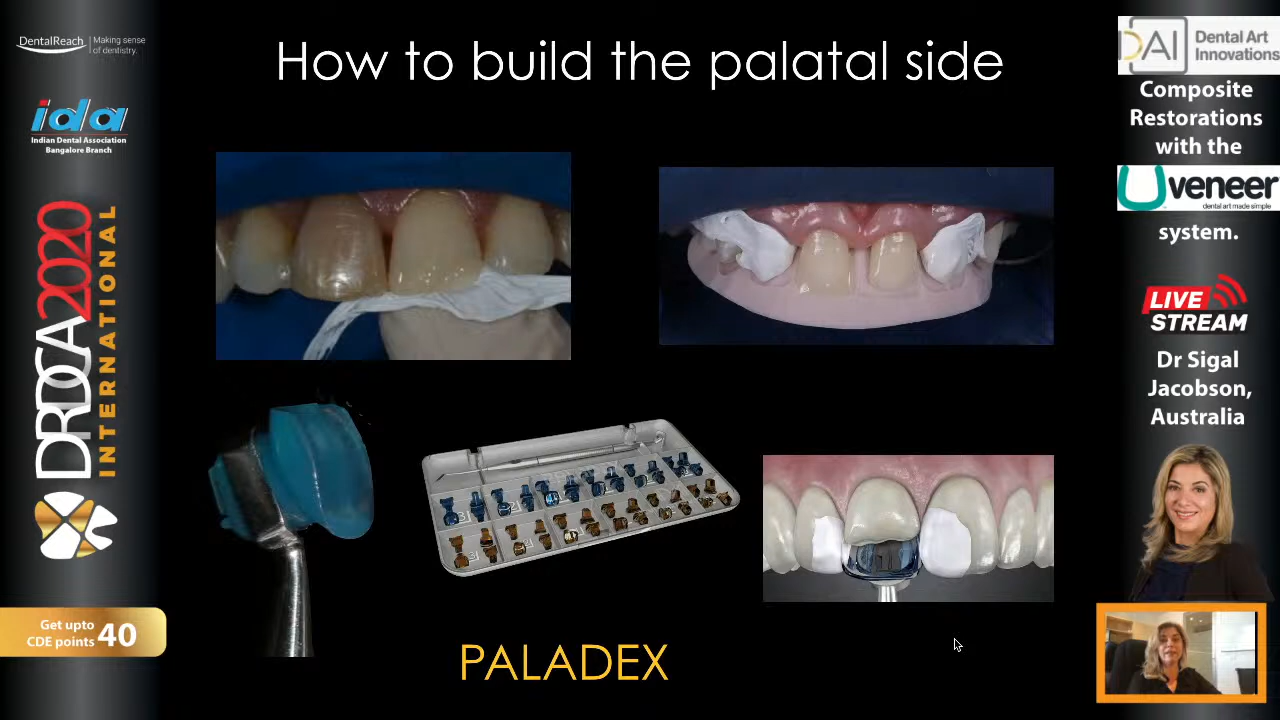 DentalReach
Making sense
of dentistry.
ida
Indian Dental Association
Bangalore Branch
DRDCA2020
INTERNATIONAL
Get upto
CDE points 40
How to build the palatal side
PALADEX
DAI
Dental Art
Innovations
Composite
Restorations
with the
Uveneer
dental art made simple
system.
LIVE
STREAM
Dr Sigal
Jacobson,
Australia